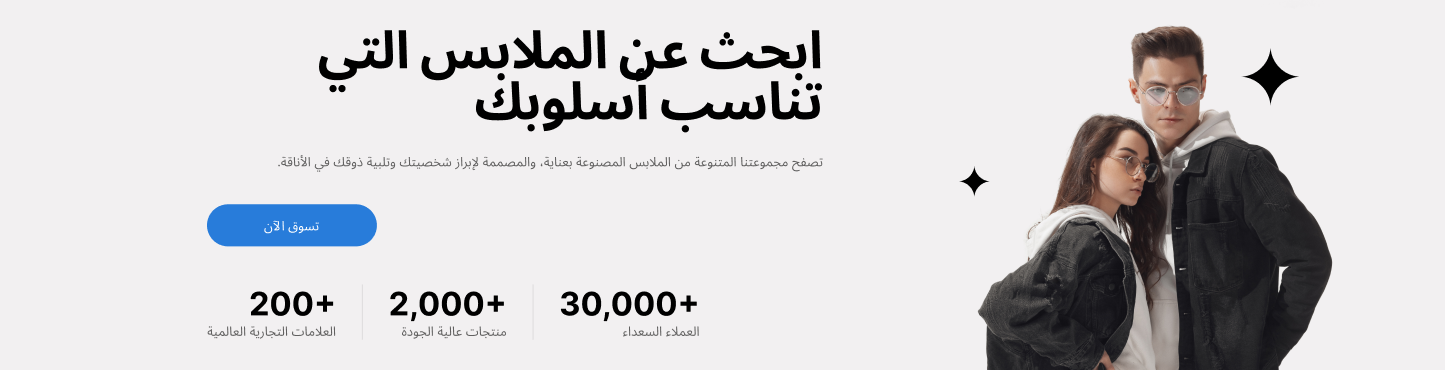 ابحث عن الملابس التي
تناسب أسلوبك
تصفح مجموعتنا المتنوعة من الملابس المصنوعة بعناية، والمصممة لإبراز شخصيتك وتلبية ذوقك في الأناقة.
تسوق الآن
30,000+
العملاء السعداء
2,000+
منتجات عالية الجودة
200+
العلامات التجارية العالمية